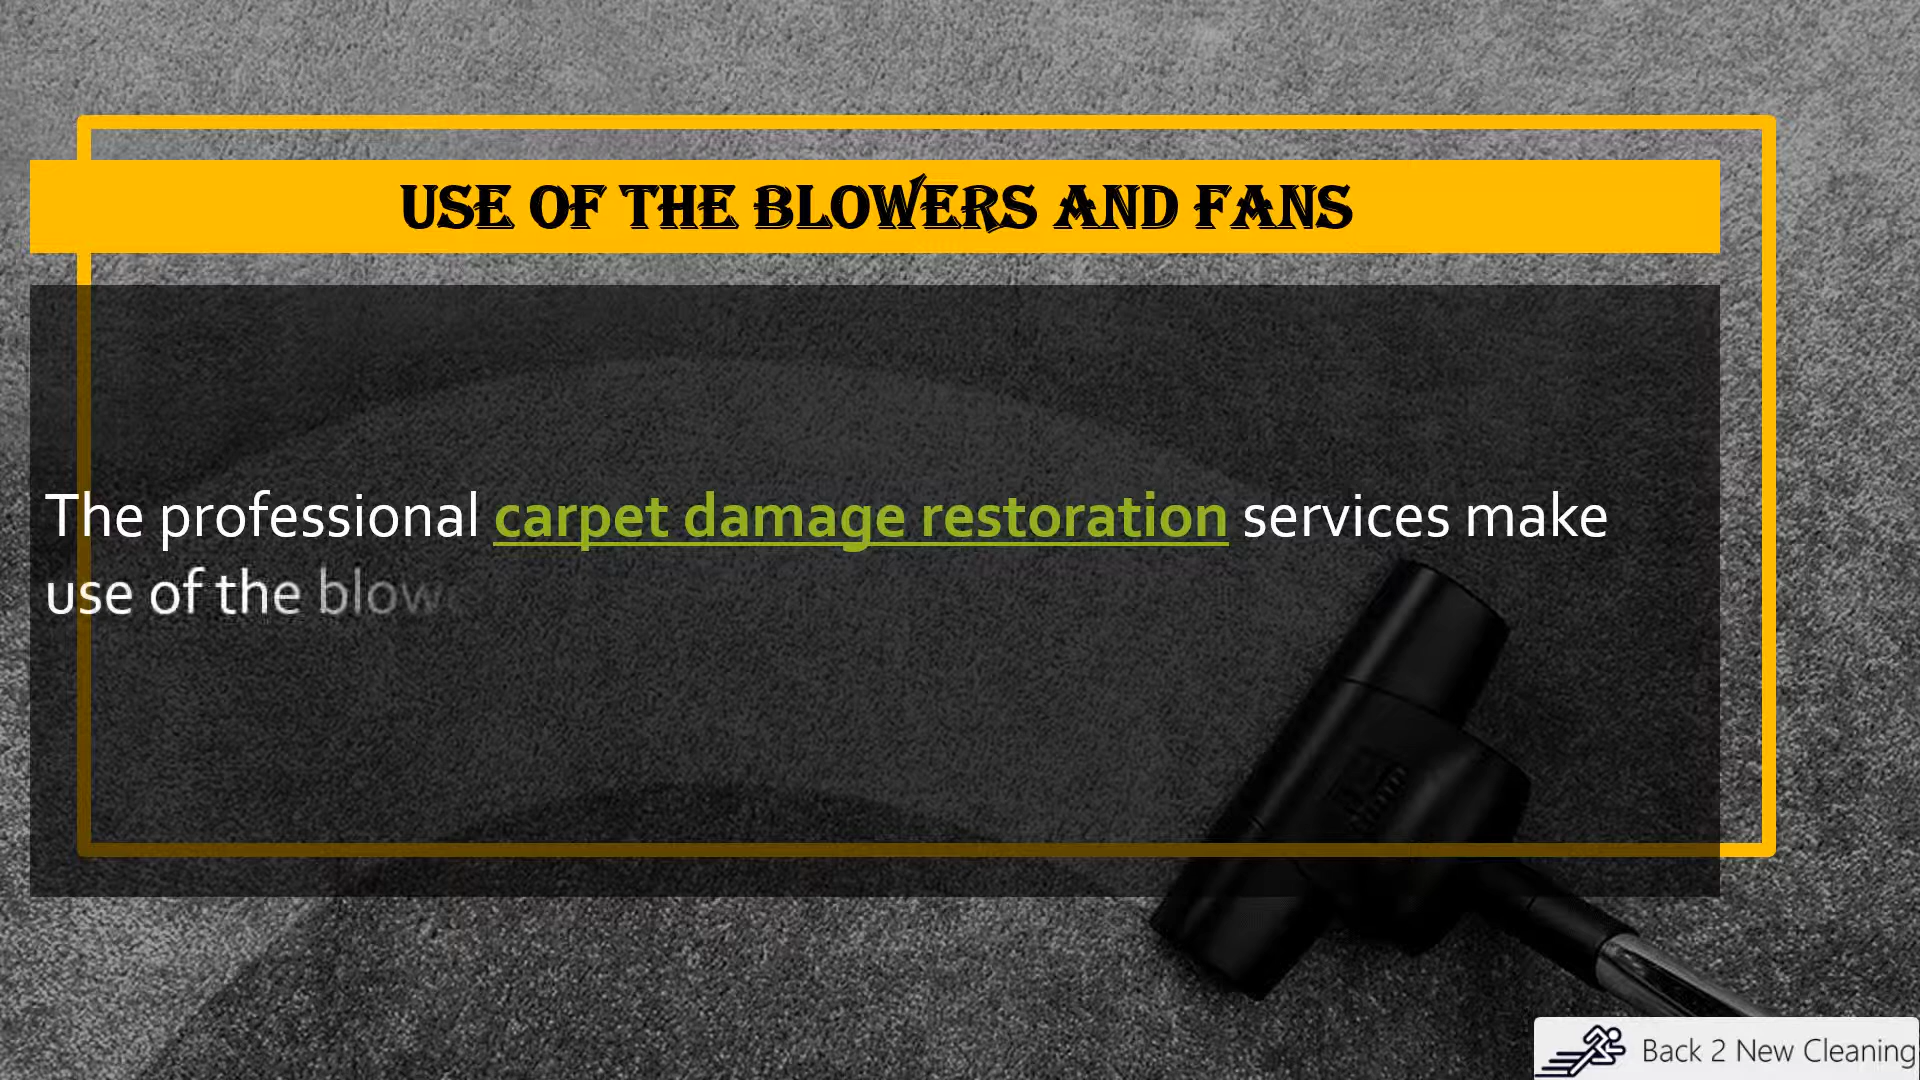 USE OF THE BLOWERS AND FANS
The professional carpet damage restoration services make
use of the blow
Back 2 New Cleaning